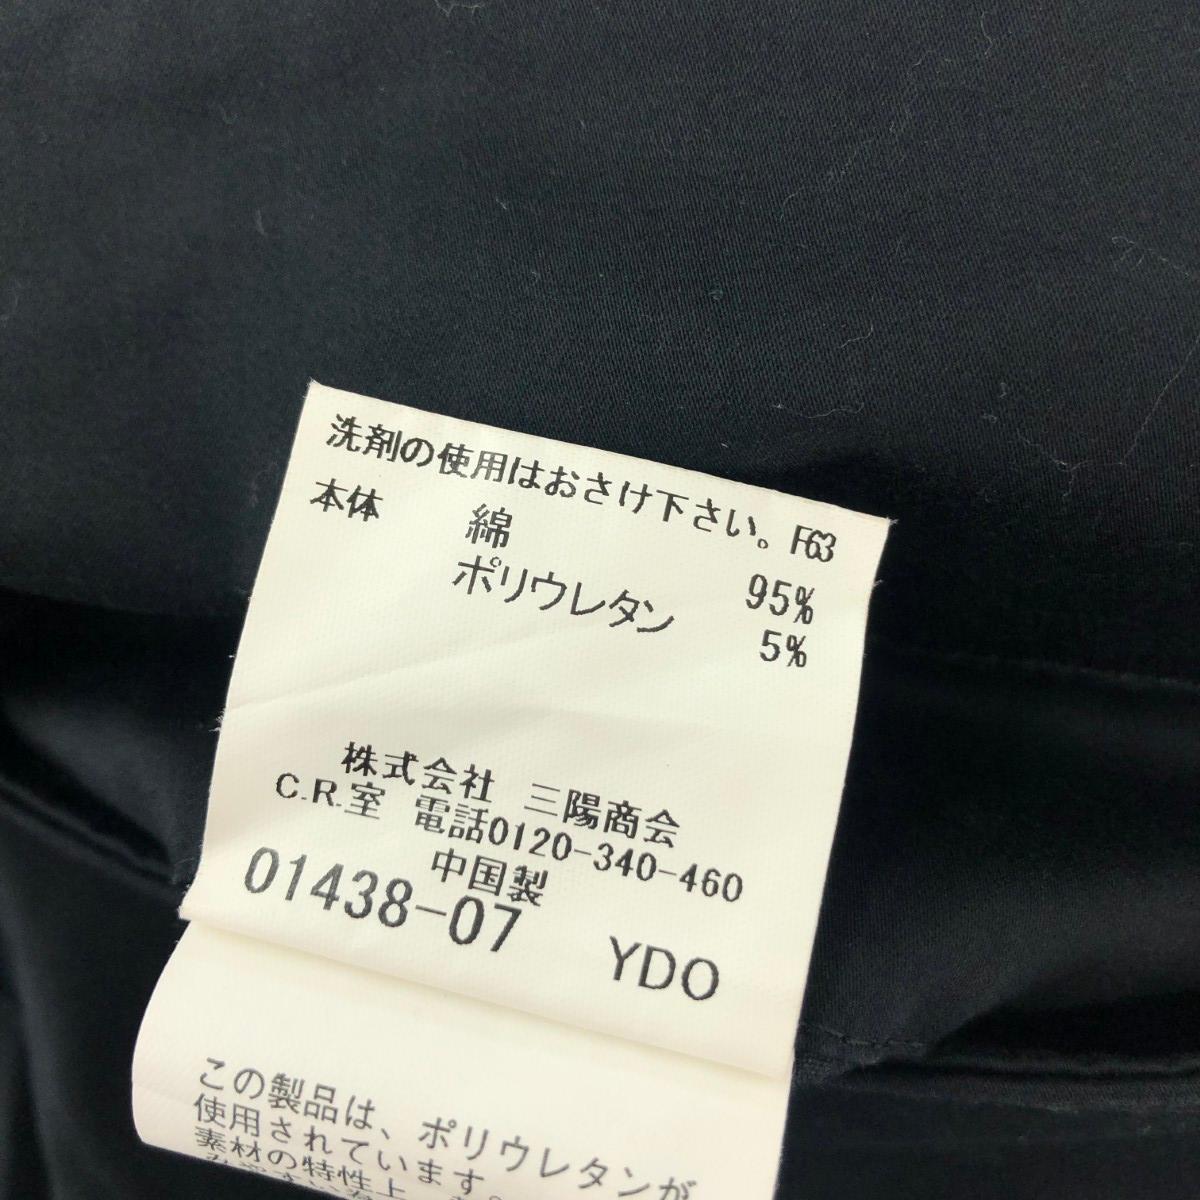 洗剤の使用はおさけ下さい。F63
本体 綿 95%
ポリウレタン 5%
株式会社 三陽商会
C.R.室 電話0120-340-460
中国製
01438-07 YDO
この製品は、ポリウレタンが
使用されています。
素材の特性上